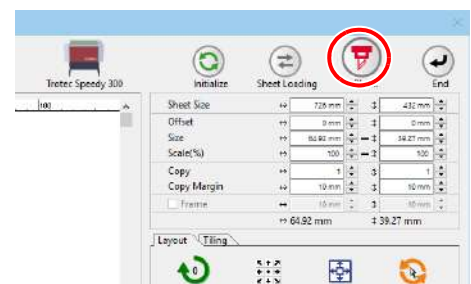 Trotec Speedy 300
Initialize
Sheet Loading
End
100
Sheet Size ⇔ 726 mm ⇕ 432 mm
Offset ⇔ 0 mm ⇕ 0 mm
Size ⇔ 64.92 mm ⇕ 39.27 mm
Scale(%) ⇔ 100 ⇕ 100
Copy ⇔ 1 ⇕ 1
Copy Margin ⇔ 10 mm ⇕ 10 mm
Frame ⇔ 10 mm ⇕ 10 mm
⇔ 64.92 mm ⇕ 39.27 mm
Layout Tiling
0